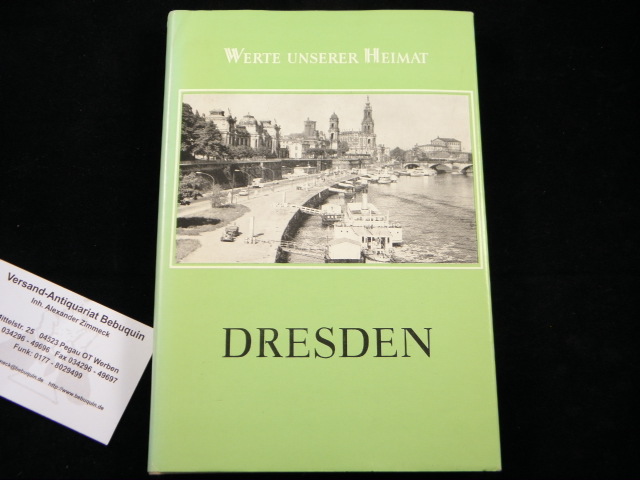 WERTE UNSERER HEIMAT
DRESDEN
Versand-Antiquariat Bebuquin
Inh. Alexander Zimmeck
Mittelstr. 25 04523 Pegau OT Werben
034296 - 49696 Fax 034296 - 49697
Funk: 0177 - 8029499
http://www.bebuquin.de